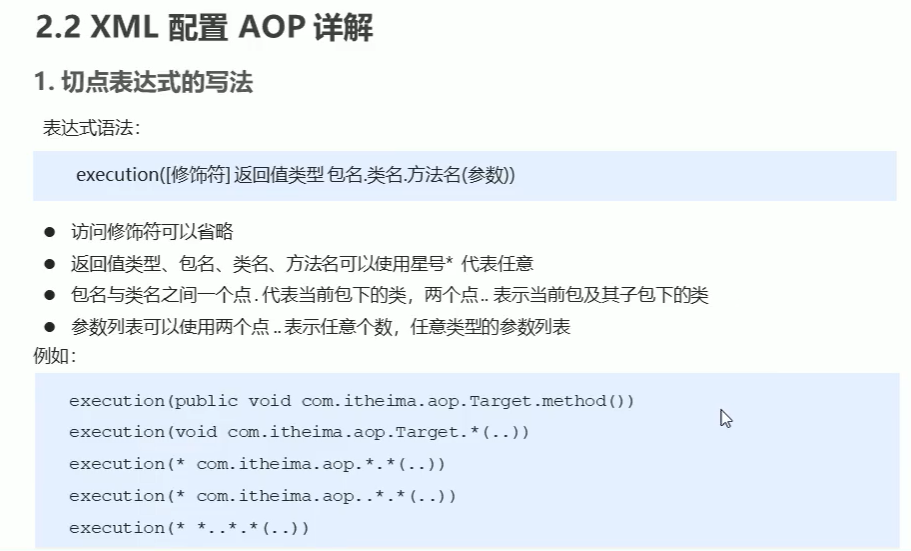 2.2 XML 配置 AOP 详解
1. 切点表达式的写法
表达式语法：
execution([修饰符] 返回值类型 包名.类名.方法名(参数))
● 访问修饰符可以省略
● 返回值类型、包名、类名、方法名可以使用星号* 代表任意
● 包名与类名之间一个点 . 代表当前包下的类，两个点 .. 表示当前包及其子包下的类
● 参数列表可以使用两个点 .. 表示任意个数，任意类型的参数列表
例如：
execution(public void com.itheima.aop.Target.method())
execution(void com.itheima.aop.Target.*(..))
execution(* com.itheima.aop.*.*(..))
execution(* com.itheima.aop..*.*(..))
execution(* *..*.*(..))